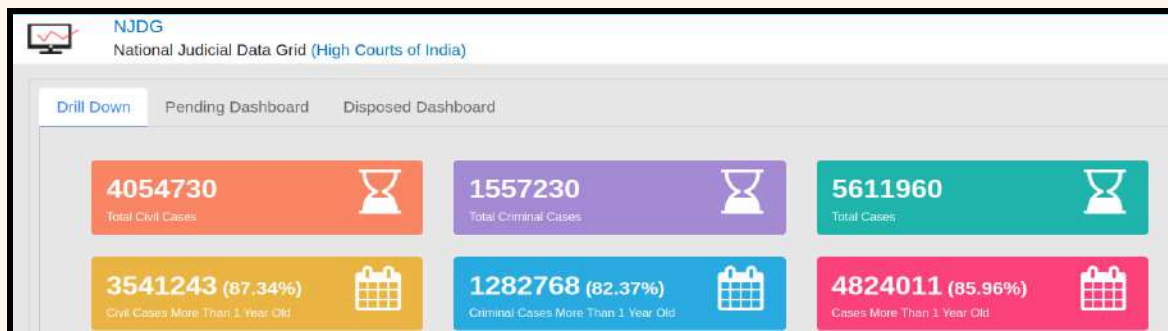 NJDG
National Judicial Data Grid (High Courts of India)
Drill Down Pending Dashboard Disposed Dashboard
4054730 1557230 5611960
Total Civil Cases Total Criminal Cases Total Cases
3541243 (87.34%) 1282768 (82.37%) 4824011 (85.96%)
Civil Cases More Than 1 Year Old Criminal Cases More Than 1 Year Old Cases More Than 1 Year Old